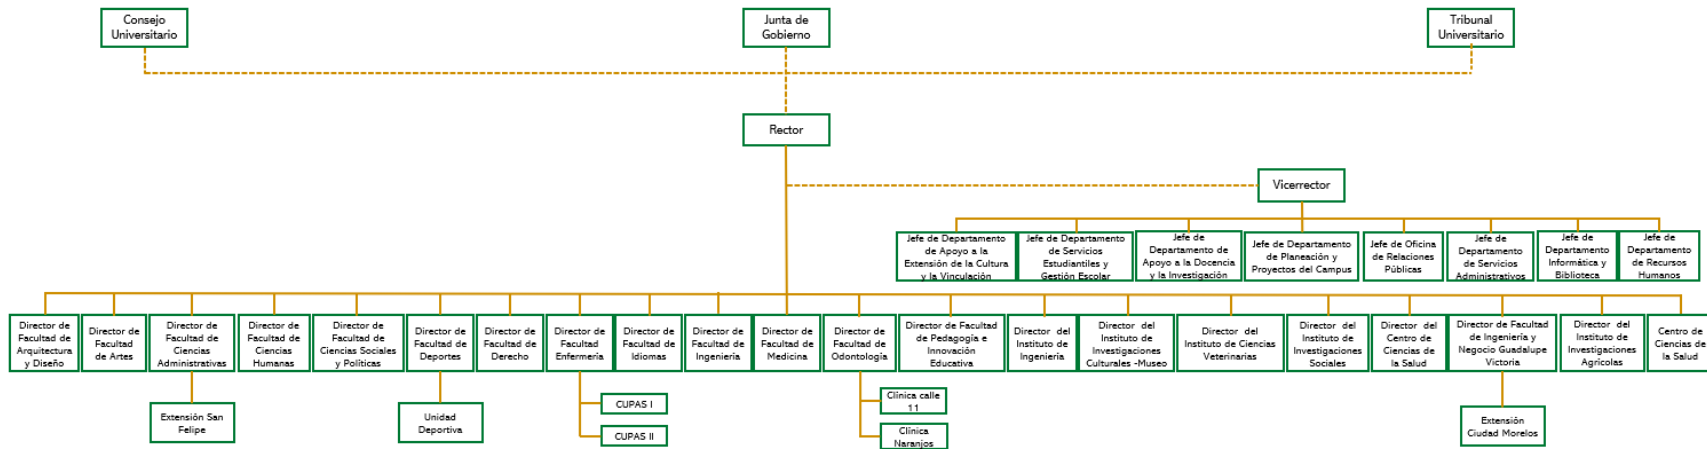 Consejo
Universitario
Junta de
Gobierno
Tribunal
Universitario
Rector
Vicerrector
Jefe de Departamento
de Apoyo a la
Extensión de la Cultura
y la Vinculación
Jefe de Departamento
de Servicios
Estudiantiles y
Gestión Escolar
Jefe de
Departamento de
Apoyo a la Docencia
y la Investigación
Jefe de Departamento
de Planeación y
Proyectos del Campus
Jefe de Oficina
de Relaciones
Públicas
Jefe de
Departamento
de Servicios
Administrativos
Jefe de
Departamento
Informática y
Biblioteca
Jefe de
Departamento
de Recursos
Humanos
Director de
Facultad de
Arquitectura
y Diseño
Director de
Facultad
de Artes
Director de
Facultad de
Ciencias
Administrativas
Director de
Facultad de
Ciencias
Humanas
Director de
Facultad de
Ciencias Sociales
y Políticas
Director de
Facultad de
Deportes
Director de
Facultad de
Derecho
Director de
Facultad
Enfermería
Director de
Facultad de
Idiomas
Director de
Facultad de
Ingeniería
Director de
Facultad de
Medicina
Director de
Facultad de
Odontología
Director de Facultad
de Pedagogía e
Innovación
Educativa
Director del
Instituto de
Ingeniería
Director del
Instituto de
Investigaciones
Culturales -Museo
Director del
Instituto de Ciencias
Veterinarias
Director del
Instituto de
Investigaciones
Sociales
Director del
Centro de
Ciencias de
la Salud
Director de Facultad
de Ingeniería y
Negocio Guadalupe
Victoria
Director del
Instituto de
Investigaciones
Agrícolas
Centro de
Ciencias de
la Salud
Extensión San
Felipe
Unidad
Deportiva
CUPAS I
CUPAS II
Clínica calle
11
Clínica
Naranjos
Extensión
Ciudad Morelos